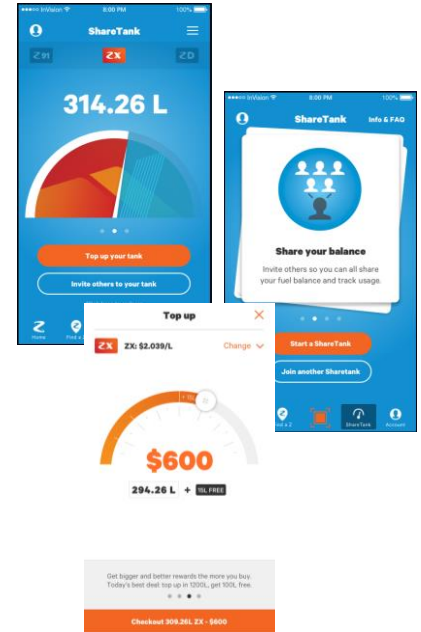 InVision
8:00 PM
100%
ShareTank
Z91
ZX
ZD
314.26 L
Top up your tank
Invite others to your tank
Z
Home
InVision
8:00 PM
100%
ShareTank
Info & FAQ
Share your balance
Invite others so you can all share
your fuel balance and track usage.
Start a ShareTank
Join another Sharetank
ShareTank
Account
Top up
ZX
ZX: $2.039/L
Change
+ 15L
$600
294.26 L + 15L FREE
Get bigger and better rewards the more you buy.
Today's best deal top up in 1200L, get 100L free.
Checkout 309.26L ZX - $600